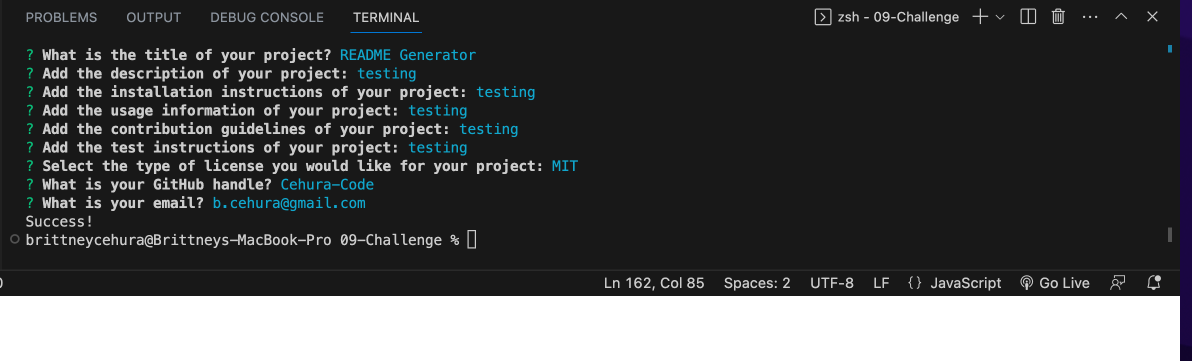 PROBLEMS OUTPUT DEBUG CONSOLE TERMINAL zsh - 09-Challenge
? What is the title of your project? README Generator
? Add the description of your project: testing
? Add the installation instructions of your project: testing
? Add the usage information of your project: testing
? Add the contribution guidelines of your project: testing
? Add the test instructions of your project: testing
? Select the type of license you would like for your project: MIT
? What is your GitHub handle? Cehura-Code
? What is your email? b.cehura@gmail.com
Success!
brittneycehura@Brittneys-MacBook-Pro 09-Challenge %
Ln 162, Col 85 Spaces: 2 UTF-8 LF {} JavaScript Go Live